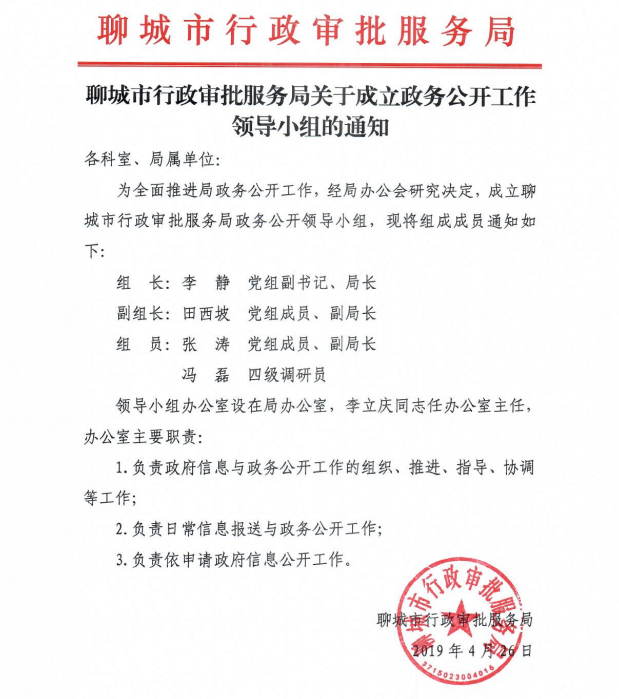 聊城市行政审批服务局
聊城市行政审批服务局关于成立政务公开工作
领导小组的通知
各科室、局属单位：
为全面推进局政务公开工作，经局办公会研究决定，成立聊
城市行政审批服务局政务公开领导小组，现将组成成员通知如
下：
组　长：李　静　党组副书记、局长
副组长：田西坡　党组成员、副局长
组　员：张　涛　党组成员、副局长
冯　磊　四级调研员
领导小组办公室设在局办公室，李立庆同志任办公室主任，
办公室主要职责：
1.负责政府信息与政务公开工作的组织、推进、指导、协调
等工作；
2.负责日常信息报送与政务公开工作；
3.负责依申请政府信息公开工作。
聊城市行政审批服务局
2019 年 4 月 26 日
聊城市行政审批服务局
3715023004016